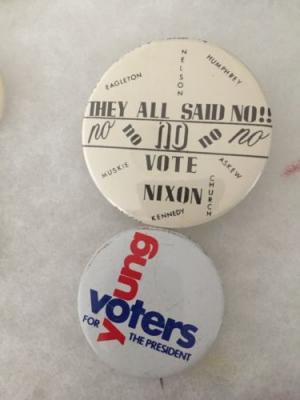 NELSON
EAGLETON
HUMPHREY
THEY ALL SAID NO!!
no no no no no
VOTE
MUSKIE
ASKEW
NIXON
CHURCH
KENNEDY
young
voters
FOR
THE PRESIDENT